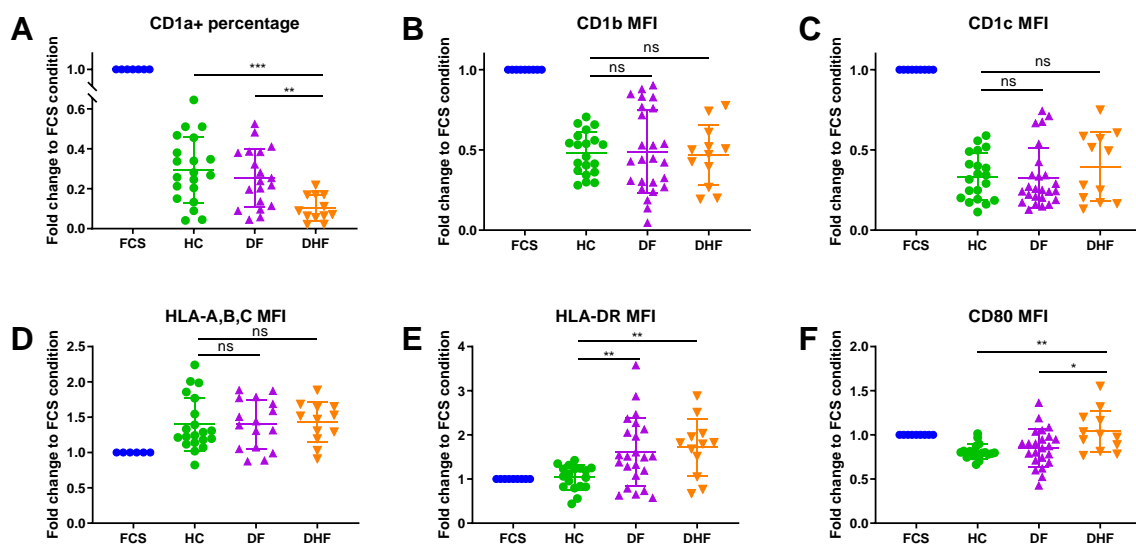 A
CD1a+ percentage
Fold change to FCS condition
1.0
0.6
0.4
0.2
0.0
***
**
FCS HC DF DHF
B
CD1b MFI
Fold change to FCS condition
1.0
0.5
0.0
ns
ns
FCS HC DF DHF
C
CD1c MFI
Fold change to FCS condition
1.0
0.5
0.0
ns
ns
FCS HC DF DHF
D
HLA-A,B,C MFI
Fold change to FCS condition
2.5
2.0
1.5
1.0
0.5
0.0
ns
ns
FCS HC DF DHF
E
HLA-DR MFI
Fold change to FCS condition
4
3
2
1
0
**
**
FCS HC DF DHF
F
CD80 MFI
Fold change to FCS condition
2.0
1.5
1.0
0.5
0.0
**
*
FCS HC DF DHF